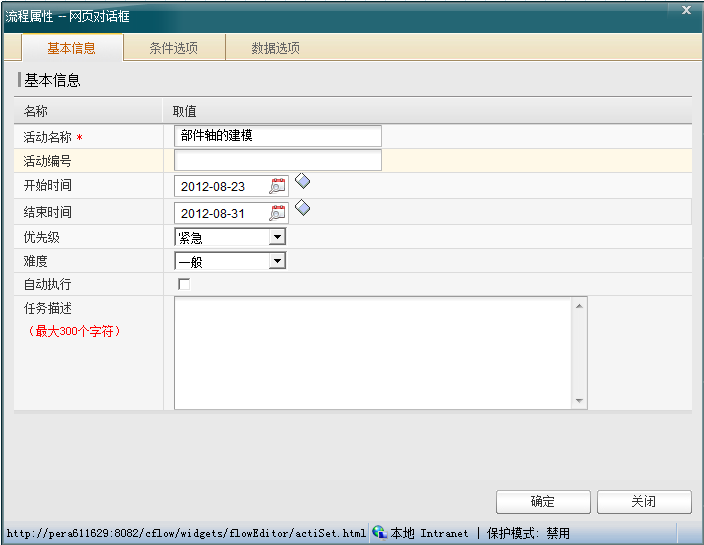 流程属性 -- 网页对话框
基本信息 条件选项 数据选项
基本信息
名称 取值
活动名称 * 部件轴的建模
活动编号
开始时间 2012-08-23
结束时间 2012-08-31
优先级 紧急
难度 一般
自动执行
任务描述
（最大300个字符）
确定 关闭
http://pera611629:8082/cflow/widgets/flowEditor/actiSet.html 本地 Intranet | 保护模式: 禁用